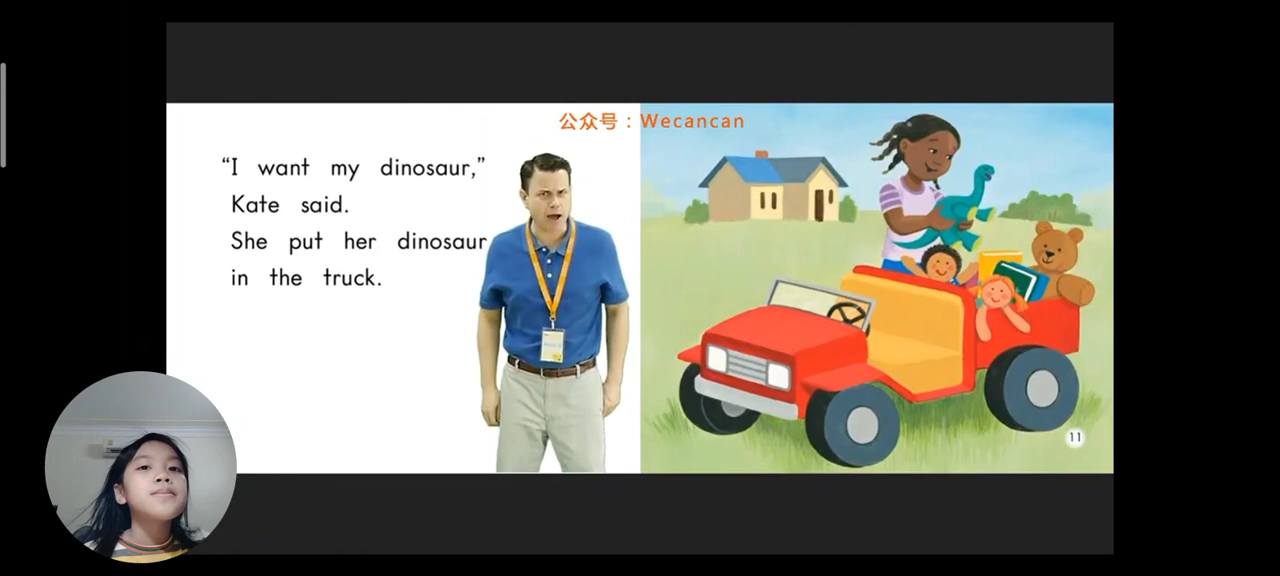 公众号：Wecancan
“I want my dinosaur,”
Kate said.
She put her dinosaur
in the truck.
11